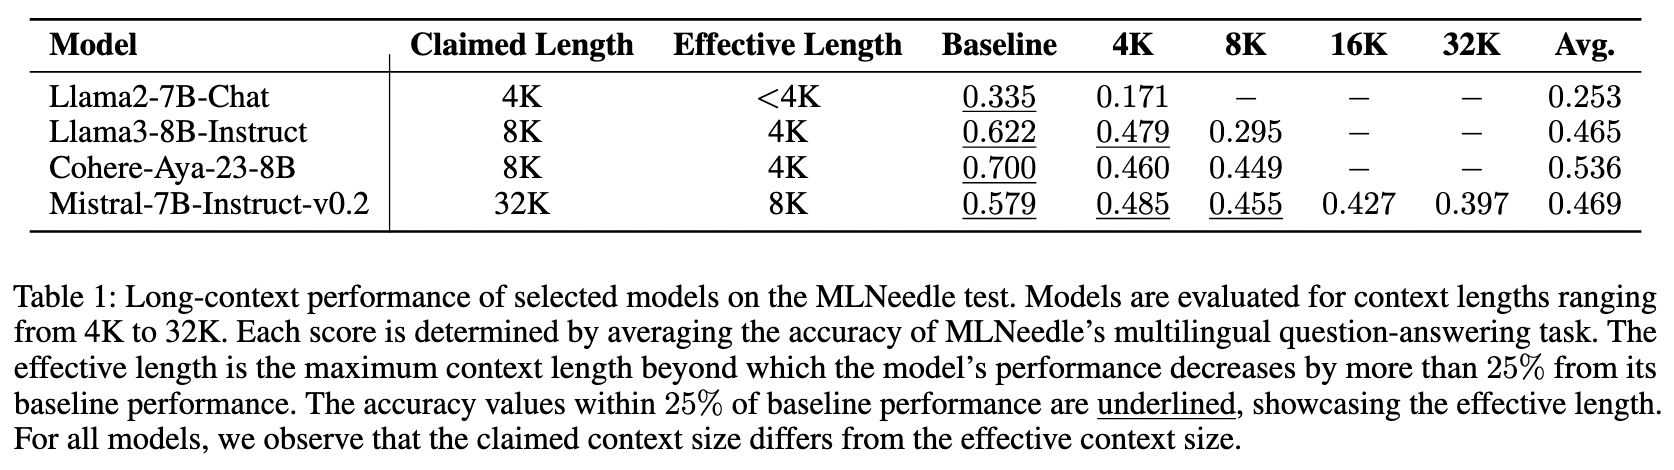 Model Claimed Length Effective Length Baseline 4K 8K 16K 32K Avg.
Llama2-7B-Chat 4K <4K 0.335 0.171 – – – 0.253
Llama3-8B-Instruct 8K 4K 0.622 0.479 0.295 – – 0.465
Cohere-Aya-23-8B 8K 4K 0.700 0.460 0.449 – – 0.536
Mistral-7B-Instruct-v0.2 32K 8K 0.579 0.485 0.455 0.427 0.397 0.469
Table 1: Long-context performance of selected models on the MLNeedle test. Models are evaluated for context lengths ranging
from 4K to 32K. Each score is determined by averaging the accuracy of MLNeedle's multilingual question-answering task. The
effective length is the maximum context length beyond which the model's performance decreases by more than 25% from its
baseline performance. The accuracy values within 25% of baseline performance are underlined, showcasing the effective length.
For all models, we observe that the claimed context size differs from the effective context size.